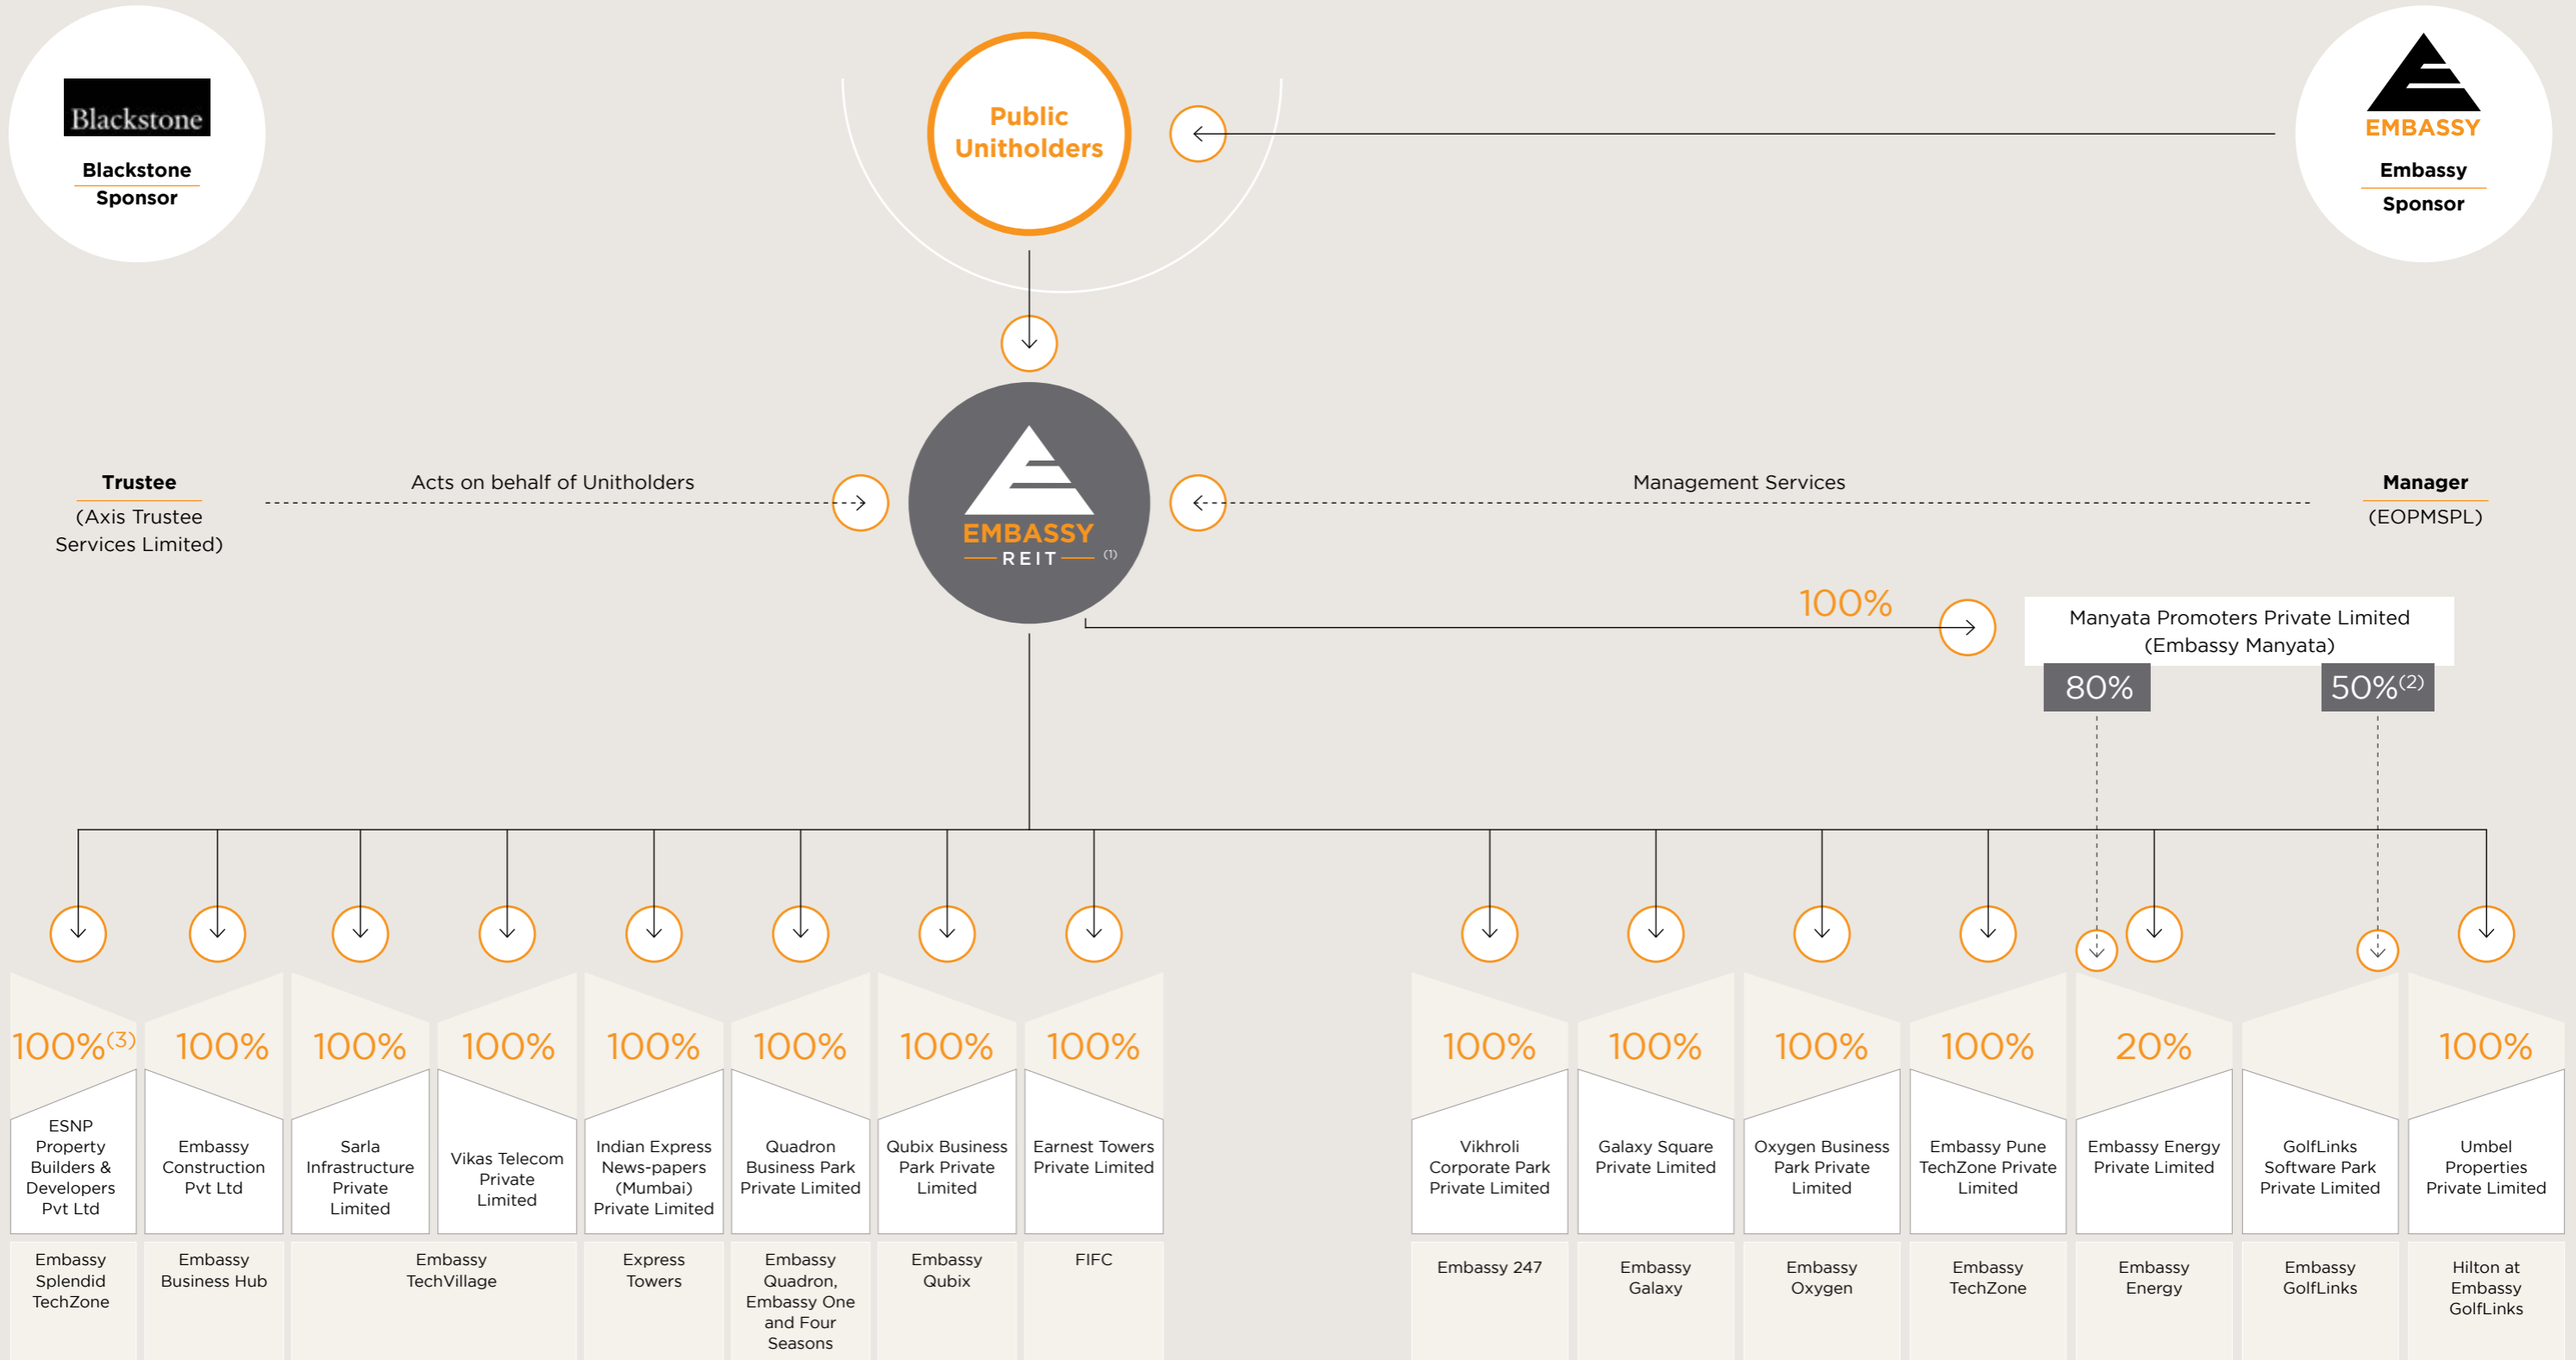 Blackstone
Blackstone
Sponsor
Public
Unitholders
EMBASSY
Embassy
Sponsor
Trustee
(Axis Trustee
Services Limited)
Acts on behalf of Unitholders
EMBASSY
REIT (1)
Management Services
Manager
(EOPMSPL)
100%
Manyata Promoters Private Limited
(Embassy Manyata)
80%
50%(2)
100%(3)
ESNP
Property
Builders &
Developers
Pvt Ltd
Embassy
Splendid
TechZone
100%
Embassy
Construction
Pvt Ltd
Embassy
Business Hub
100%
Sarla
Infrastructure
Private
Limited
100%
Vikas Telecom
Private
Limited
Embassy
TechVillage
100%
Indian Express
News-papers
(Mumbai)
Private Limited
Express
Towers
100%
Quadron
Business Park
Private Limited
Embassy
Quadron,
Embassy One
and Four
Seasons
100%
Qubix Business
Park Private
Limited
Embassy
Qubix
100%
Earnest Towers
Private Limited
FIFC
100%
Vikhroli
Corporate Park
Private Limited
Embassy 247
100%
Galaxy Square
Private Limited
Embassy
Galaxy
100%
Oxygen Business
Park Private
Limited
Embassy
Oxygen
100%
Embassy Pune
TechZone Private
Limited
Embassy
TechZone
20%
Embassy Energy
Private Limited
Embassy
Energy
GolfLinks
Software Park
Private Limited
Embassy
GolfLinks
100%
Umbel
Properties
Private Limited
Hilton at
Embassy
GolfLinks